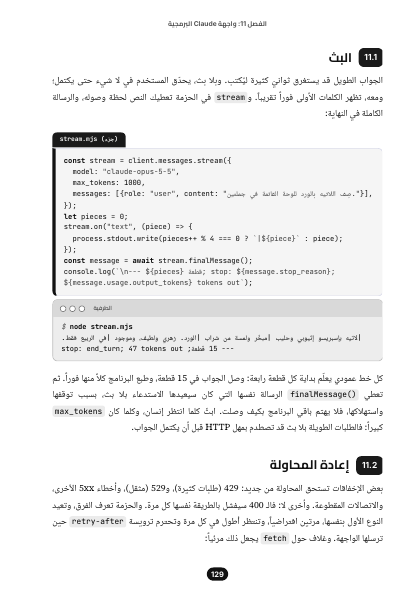 الفصل 11: واجهة Claude البرمجية
11.1 البث
الجواب الطويل قد يستغرق ثوانيَ كثيرة ليُكتب. وبلا بث، يحدّق المستخدم في لا شيء حتى يكتمل؛
ومعه، تظهر الكلمات الأولى فوراً تقريباً. و stream في الحزمة تعطيك النص لحظة وصوله، والرسالة
الكاملة في النهاية:
stream.mjs (جزء)
const stream = client.messages.stream({
model: "claude-opus-5-5",
max_tokens: 1000,
messages: [{role: "user", content: "صف اللاتيه بالورد للوحة القائمة في جملتين."}],
});
let pieces = 0;
stream.on("text", (piece) => {
process.stdout.write(pieces++ % 4 === 0 ? `|${piece}` : piece);
});
const message = await stream.finalMessage();
console.log(`\n--- ${pieces} قطعة; stop: ${message.stop_reason};
${message.usage.output_tokens} tokens out`);
الطرفية
$ node stream.mjs
|لاتيه بإسبريسو إثيوبي وحليب |مبخّر ولمسة من شراب |الورد. زهري ولطيف، وموجود |في الربيع فقط.
--- 15 قطعة; stop: end_turn; 47 tokens out
كل خط عمودي يعلّم بداية كل قطعة رابعة: وصل الجواب في 15 قطعة، وطبع البرنامج كلاً منها فوراً. ثم
تعطي finalMessage() الرسالة نفسها التي كان سيعيدها الاستدعاء بلا بث، بسبب توقفها
واستهلاكها، فلا يهتم باقي البرنامج بكيف وصلت. ابثّ كلما انتظر إنسان، وكلما كان max_tokens
كبيراً: فالطلبات الطويلة بلا بث قد تصطدم بمهل HTTP قبل أن يكتمل الجواب.
11.2 إعادة المحاولة
بعض الإخفاقات تستحق المحاولة من جديد: 429 (طلبات كثيرة)، و529 (مثقل)، وأخطاء 5xx الأخرى،
والاتصالات المقطوعة. وأخرى لا: فالـ 400 سيفشل بالطريقة نفسها كل مرة. والحزمة تعرف الفرق، وتعيد
النوع الأول بنفسها، مرتين افتراضياً، وتنتظر أطول في كل مرة وتحترم ترويسة retry-after حين
ترسلها الواجهة. وغلاف حول fetch يجعل ذلك مرئياً:
129